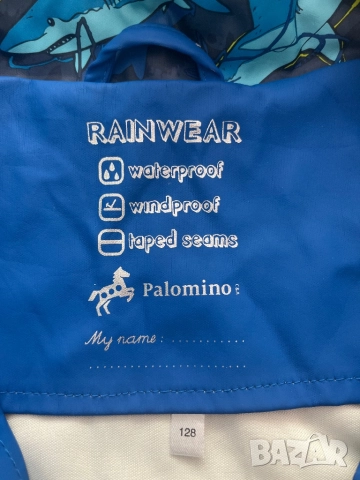 RAINWEAR
waterproof
windproof
taped seams
Palomino
My name:
128
BAZAR